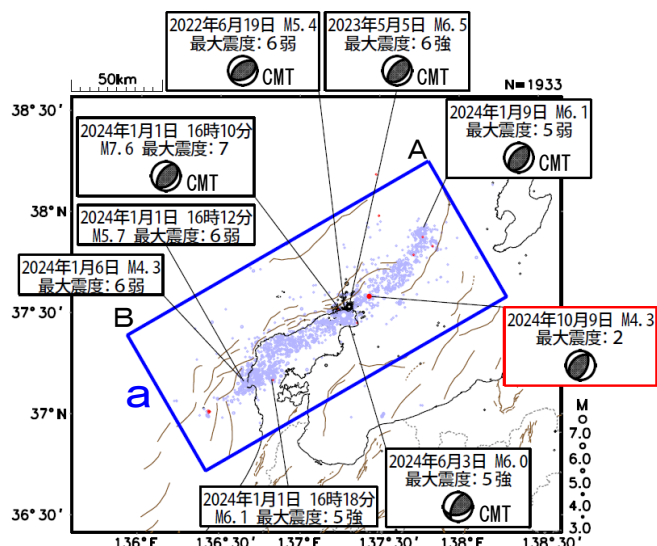 2022年6月19日 M5.4
最大震度：6弱
CMT
2023年5月5日 M6.5
最大震度：6強
CMT
50km
N=1933
38°30′
2024年1月9日 M6.1
最大震度：5弱
CMT
2024年1月1日 16時10分
M7.6 最大震度：7
CMT
A
38°N
2024年1月1日 16時12分
M5.7 最大震度：6弱
2024年1月6日 M4.3
最大震度：6弱
B
37°30′
2024年10月9日 M4.3
最大震度：2
a
37°N
M
7.0
6.0
5.0
4.0
3.0
2024年6月3日 M6.0
最大震度：5強
CMT
2024年1月1日 16時18分
M6.1 最大震度：5強
36°30′
136°E
136°30′
137°E
137°30′
138°E
138°30′